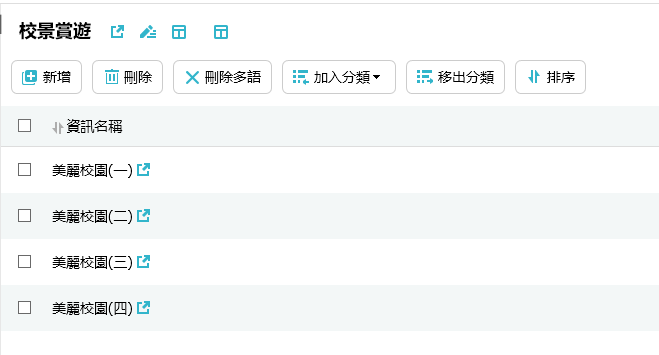 校景賞遊
新增 刪除 刪除多語 加入分類 移出分類 排序
資訊名稱
美麗校園(一)
美麗校園(二)
美麗校園(三)
美麗校園(四)